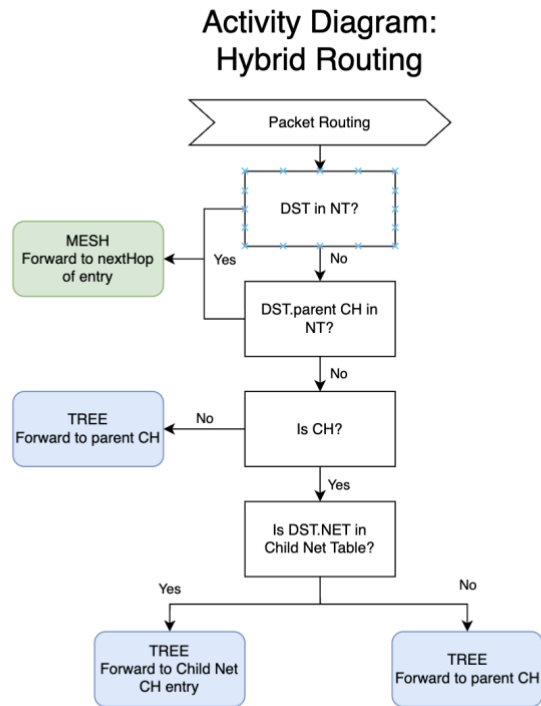 Activity Diagram:
Hybrid Routing
Packet Routing
DST in NT?
MESH
Forward to nextHop
of entry
Yes
No
DST.parent CH in
NT?
No
TREE
Forward to parent CH
No
Is CH?
Yes
Is DST.NET in
Child Net Table?
Yes
No
TREE
Forward to Child Net
CH entry
TREE
Forward to parent CH